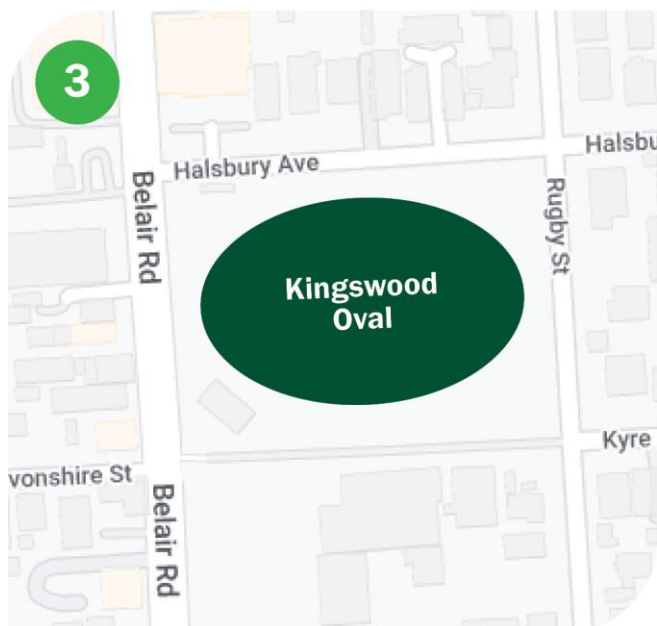 3
Halsbury Ave
Halsbu
Belair Rd
Rugby St
Kingswood
Oval
Kyre
vonshire St
Belair Rd